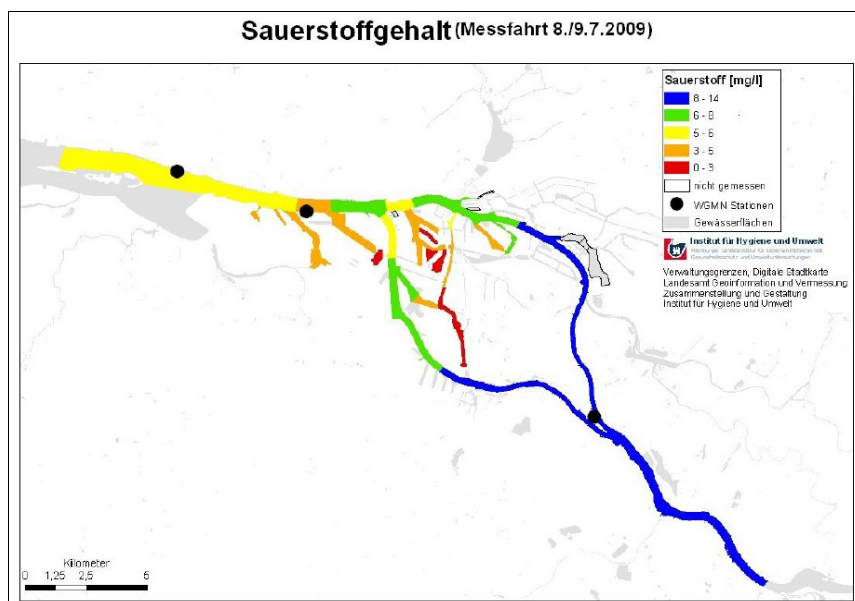 Sauerstoffgehalt (Messfahrt 8./9.7.2009)
Sauerstoff [mg/l]
8 - 14
6 - 8
5 - 6
3 - 5
0 - 3
nicht gemessen
WGMN Stationen
Gewässerflächen
Institut für Hygiene und Umwelt
Verwaltungsgrenzen, Digitale Stadtkarte
Landesamt Geoinformation und Vermessung
Zusammenstellung und Gestaltung
Institut für Hygiene und Umwelt
Kilometer
0 1,25 2,5 5